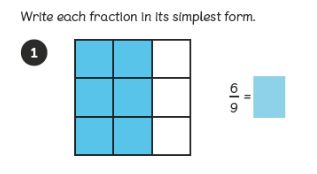 Write each fraction in its simplest form.
1
6/9 =